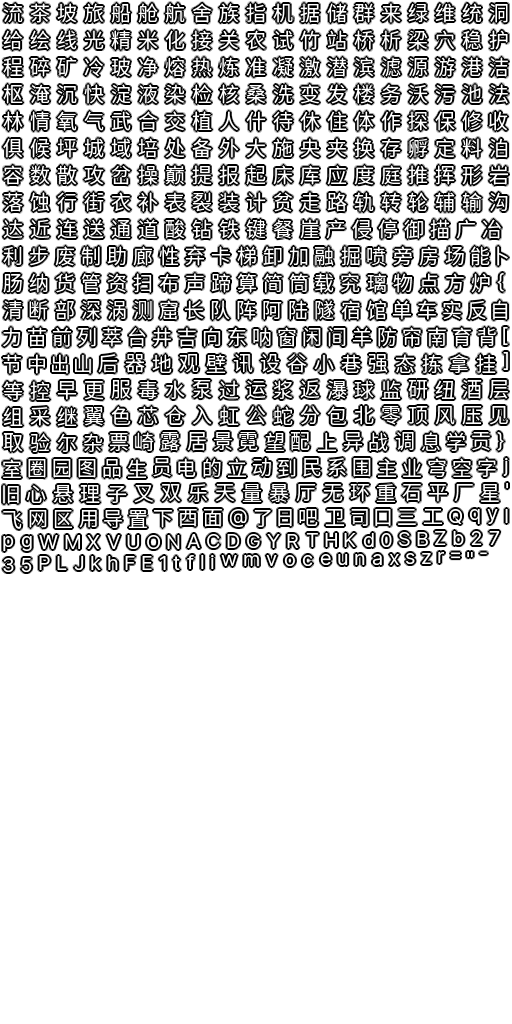 流茶坡旅船舱航舍族指机据储群来绿维统洞
给绘线光精米化接关农试竹站桥析梁穴稳护
程碎矿冷玻净熔热炼准凝激潜滨滤源游港洁
枢淹沉快淀液染检核桑洗变发楼务沃污池法
林情氧气武合交植人什待休住体作探保修收
俱候坪城域培处备外大施央夹换存孵定料泊
容数散攻岔操巅提报起床库应度庭推挥形岩
落蚀行街衣补表裂装计贫走路轨转轮辅输沟
达近连送通道酸钻铁键餐崖产侵停御描广冶
利步废制助廊性弃卡梯卸加融掘喷旁房场能卜
肠纳货管资扫布声蹄算简筒载究璃物点方炉{
清断部深涡测窟长队阵阿陆隧宿馆单车实反自
力苗前列萃台井吉向东呐窗闲间羊防帘南育背[
节中出山后器地观壁讯设谷小巷强态拣拿挂]
等控早更服毒水泵过运浆返瀑球监研纽酒层
组采继翼色芯仓入虹公蛇分包北零顶风压见
取验尔杂票崎露居景霓望配上异战调息学贡}
室圈园图品生员电的立动到民系围主业穹空字|
旧心悬理子叉双乐天量暴厅无环重石平厂星'
飞网区用导置下西面@了日吧卫司口三工Qqyj
pgWMXVUONACDGYRTHKd0SBZb27
35PLJkhFE1tfliwmvoceunaxszr="-